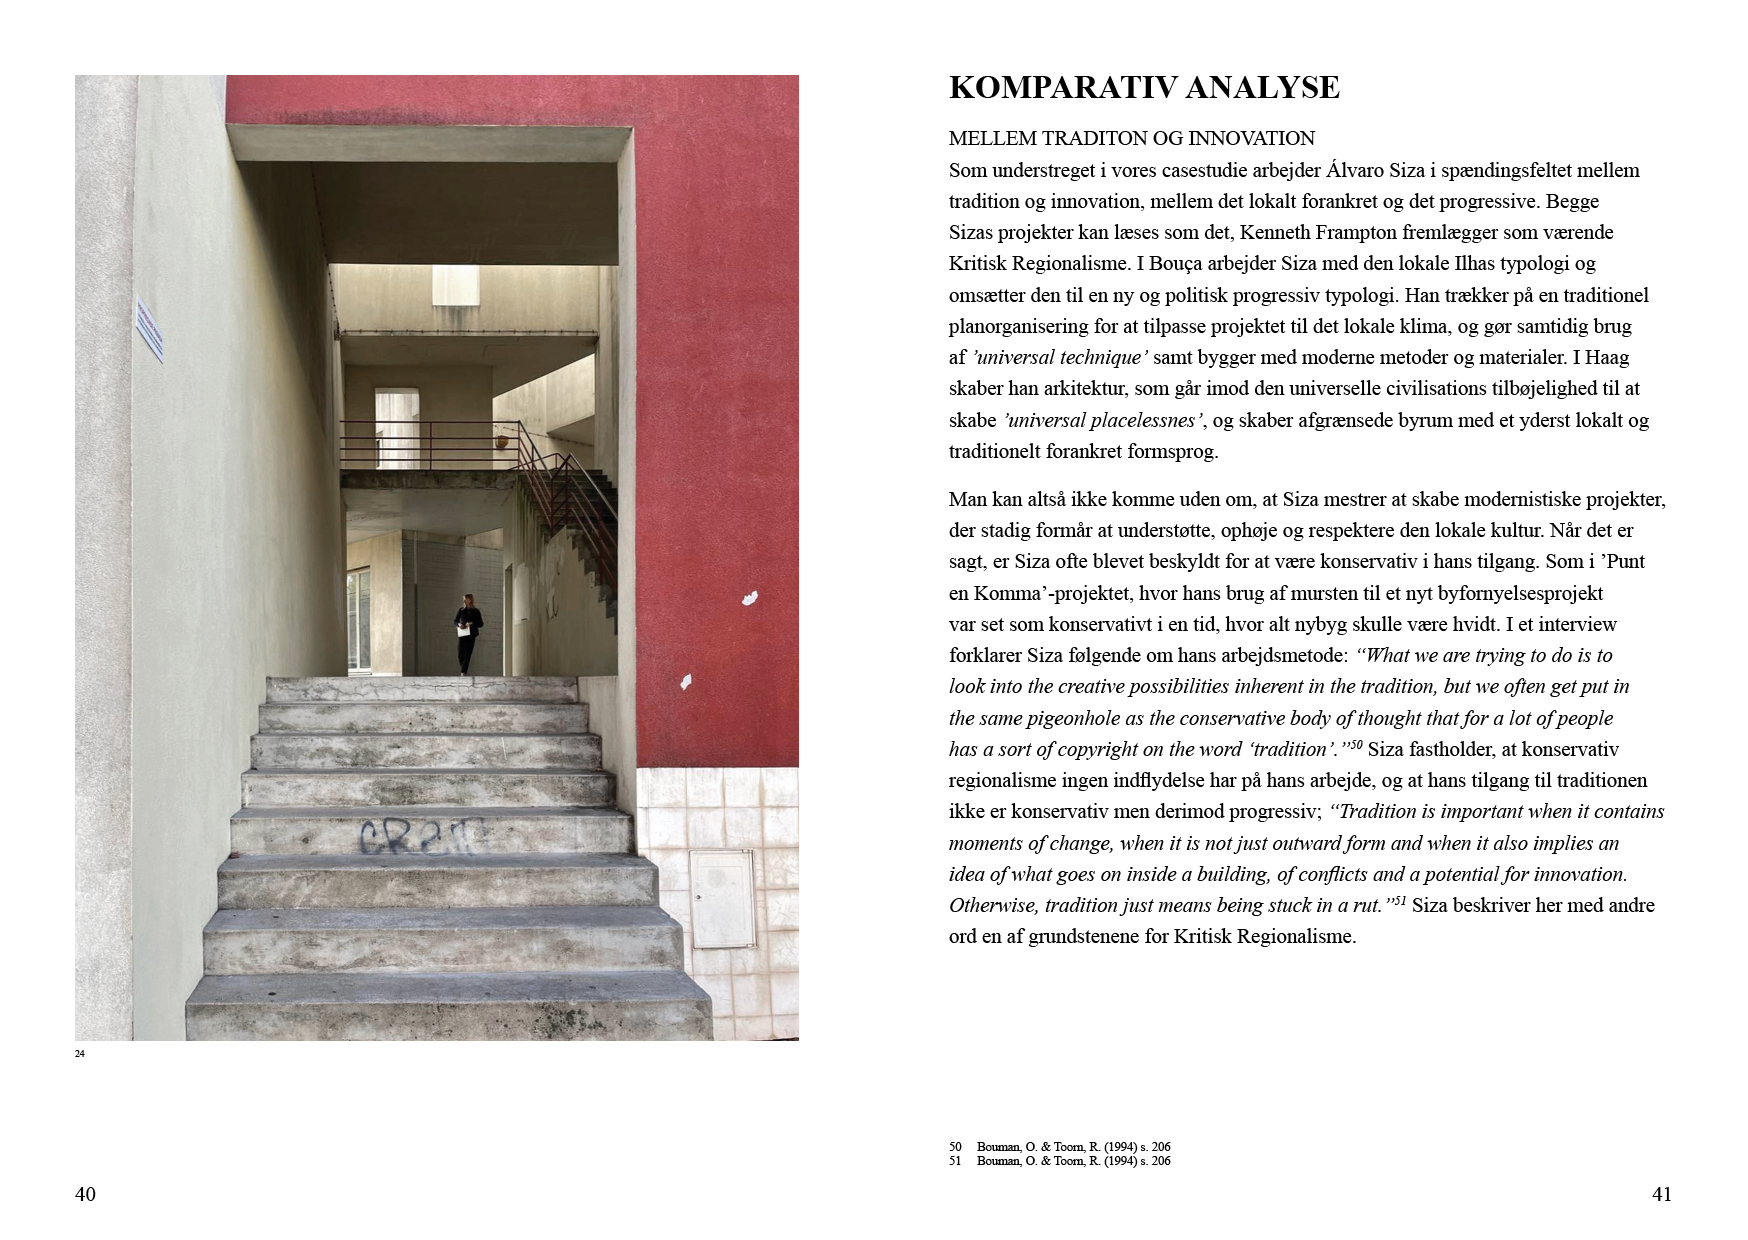 CREW
24
40
KOMPARATIV ANALYSE
MELLEM TRADITON OG INNOVATION
Som understreget i vores casestudie arbejder Álvaro Siza i spændingsfeltet mellem
tradition og innovation, mellem det lokalt forankret og det progressive. Begge
Sizas projekter kan læses som det, Kenneth Frampton fremlægger som værende
Kritisk Regionalisme. I Bouça arbejder Siza med den lokale Ilhas typologi og
omsætter den til en ny og politisk progressiv typologi. Han trækker på en traditionel
planorganisering for at tilpasse projektet til det lokale klima, og gør samtidig brug
af ’universal technique’ samt bygger med moderne metoder og materialer. I Haag
skaber han arkitektur, som går imod den universelle civilisations tilbøjelighed til at
skabe ’universal placelessnes’, og skaber afgrænsede byrum med et yderst lokalt og
traditionelt forankret formsprog.
Man kan altså ikke komme uden om, at Siza mestrer at skabe modernistiske projekter,
der stadig formår at understøtte, ophøje og respektere den lokale kultur. Når det er
sagt, er Siza ofte blevet beskyldt for at være konservativ i hans tilgang. Som i ’Punt
en Komma’-projektet, hvor hans brug af mursten til et nyt byfornyelsesprojekt
var set som konservativt i en tid, hvor alt nybyg skulle være hvidt. I et interview
forklarer Siza følgende om hans arbejdsmetode: “What we are trying to do is to
look into the creative possibilities inherent in the tradition, but we often get put in
the same pigeonhole as the conservative body of thought that for a lot of people
has a sort of copyright on the word ‘tradition’.”50 Siza fastholder, at konservativ
regionalisme ingen indflydelse har på hans arbejde, og at hans tilgang til traditionen
ikke er konservativ men derimod progressiv; “Tradition is important when it contains
moments of change, when it is not just outward form and when it also implies an
idea of what goes on inside a building, of conflicts and a potential for innovation.
Otherwise, tradition just means being stuck in a rut.”51 Siza beskriver her med andre
ord en af grundstenene for Kritisk Regionalisme.
50 Bouman, O. & Toorn, R. (1994) s. 206
51 Bouman, O. & Toorn, R. (1994) s. 206
41